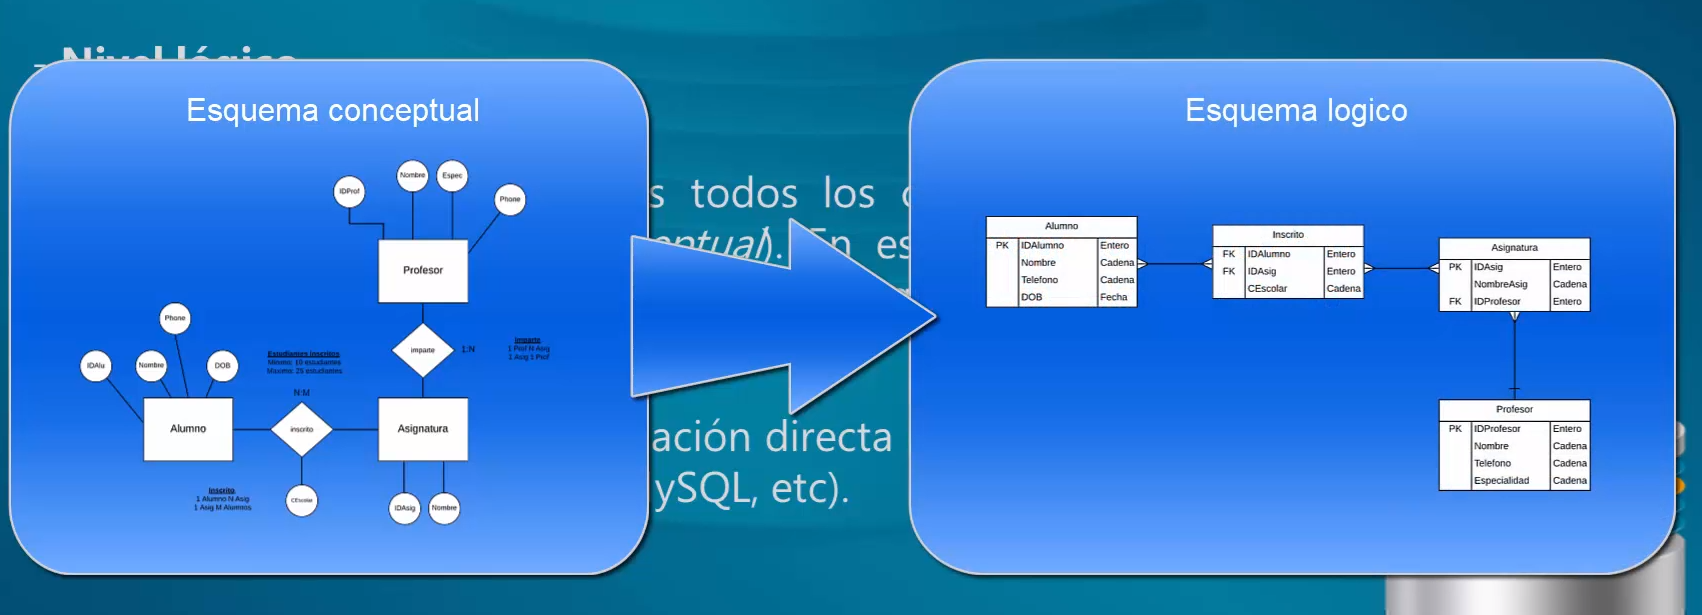 Nivel lógico
Esquema conceptual
IDProf
Nombre
Espec
Phone
Profesor
imparte
1:N
Imparte
1 Prof N Asig
1 Asig 1 Prof
Phone
IDAlu
Nombre
DOB
Estudiantes Inscritos
Minimo: 10 estudiantes
Maximo: 25 estudiantes
N:M
Alumno
inscrito
Asignatura
Inscrito
1 Alumno N Asig
1 Asig M Alumnos
CEscolar
IDAsig
Nombre
s todos los
eptual). En es
ación directa
ySQL, etc).
Esquema logico
Alumno
PK IDAlumno Entero
Nombre Cadena
Telefono Cadena
DOB Fecha
Inscrito
FK IDAlumno Entero
FK IDAsig Entero
CEscolar Cadena
Asignatura
PK IDAsig Entero
NombreAsig Cadena
FK IDProfesor Entero
Profesor
PK IDProfesor Entero
Nombre Cadena
Telefono Cadena
Especialidad Cadena